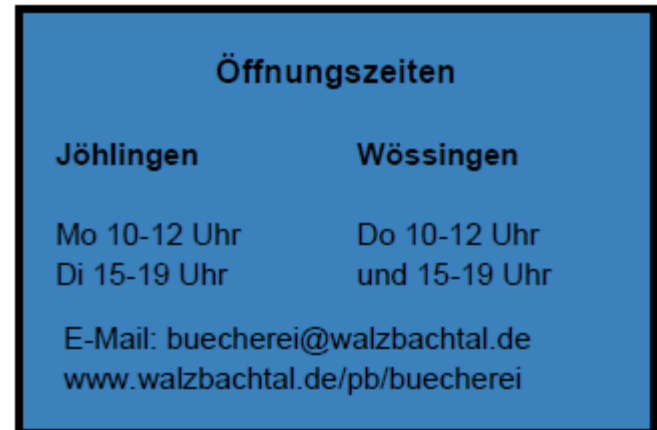 Öffnungszeiten
Jöhlingen
Mo 10-12 Uhr
Di 15-19 Uhr
Wössingen
Do 10-12 Uhr
und 15-19 Uhr
E-Mail: buecherei@walzbachtal.de
www.walzbachtal.de/pb/buecherei